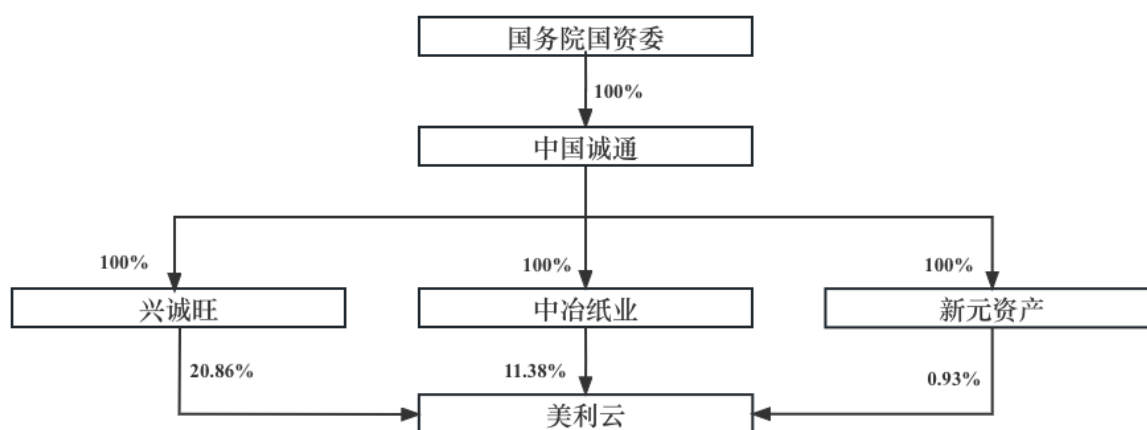 国务院国资委
100%
中国诚通
100%
100%
100%
兴诚旺
中冶纸业
新元资产
20.86%
11.38%
0.93%
美利云